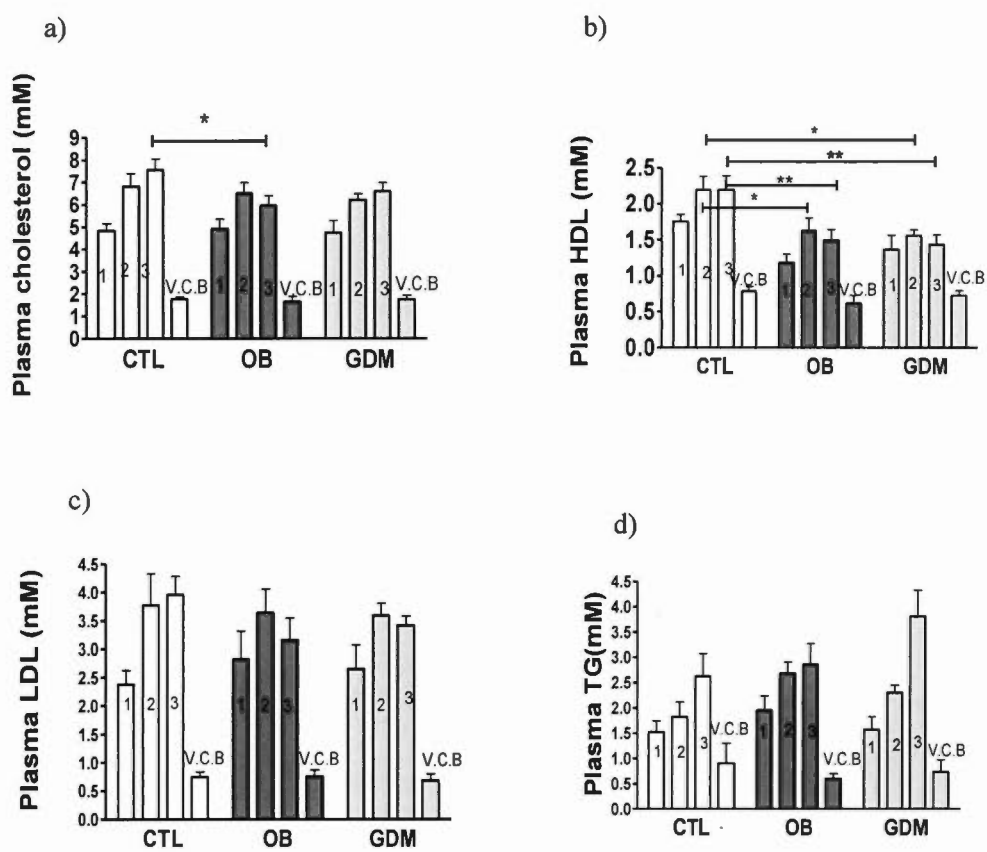 a)
Plasma cholesterol (mM)
*
9
8
7
6
5
4
3
2
1
0
1 2 3 V.C.B
1 2 3 V.C.B
1 2 3 V.C.B
CTL OB GDM
b)
Plasma HDL (mM)
*
**
**
*
2.5
2.0
1.5
1.0
0.5
0.0
1 2 3 V.C.B
1 2 3 V.C.B
1 2 3 V.C.B
CTL OB GDM
c)
Plasma LDL (mM)
4.5
4.0
3.5
3.0
2.5
2.0
1.5
1.0
0.5
0.0
1 2 3 V.C.B
1 2 3 V.C.B
1 2 3 V.C.B
CTL OB GDM
d)
Plasma TG(mM)
4.5
4.0
3.5
3.0
2.5
2.0
1.5
1.0
0.5
0.0
1 2 3 V.C.B
1 2 3 V.C.B
1 2 3 V.C.B
CTL OB GDM